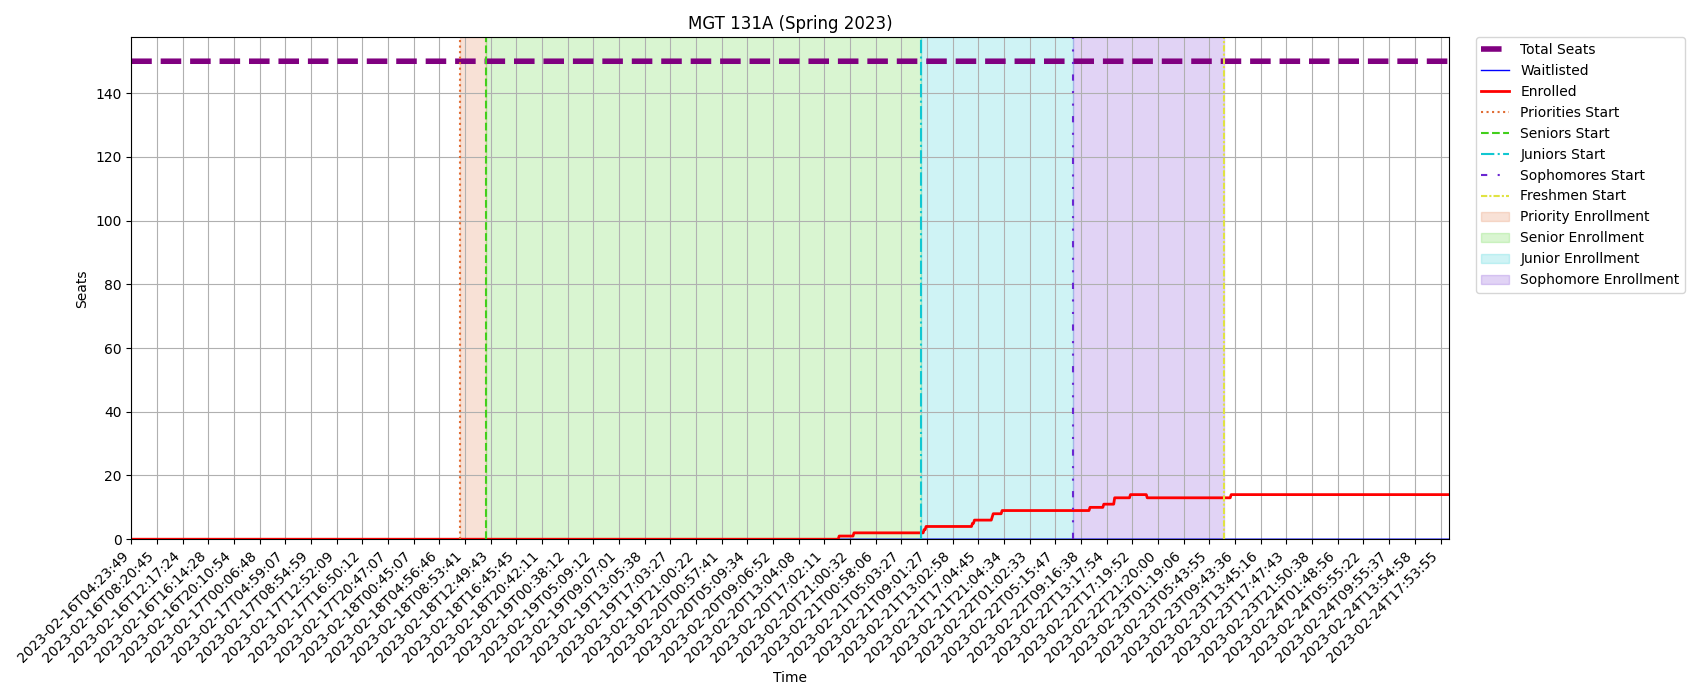 MGT 131A (Spring 2023)
Total Seats
Waitlisted
Enrolled
Priorities Start
Seniors Start
Juniors Start
Sophomores Start
Freshmen Start
Priority Enrollment
Senior Enrollment
Junior Enrollment
Sophomore Enrollment
Seats
140
120
100
80
60
40
20
0
2023-02-16T04:23:49
2023-02-16T08:20:45
2023-02-16T12:17:24
2023-02-16T16:14:28
2023-02-16T20:10:54
2023-02-17T00:06:48
2023-02-17T04:59:07
2023-02-17T08:54:59
2023-02-17T12:52:09
2023-02-17T16:50:12
2023-02-17T20:47:07
2023-02-18T00:45:07
2023-02-18T04:56:46
2023-02-18T08:53:41
2023-02-18T12:49:43
2023-02-18T16:45:45
2023-02-18T20:42:11
2023-02-19T00:38:12
2023-02-19T05:09:12
2023-02-19T09:07:01
2023-02-19T13:05:38
2023-02-19T17:03:27
2023-02-19T21:00:22
2023-02-20T00:57:41
2023-02-20T05:09:34
2023-02-20T09:06:52
2023-02-20T13:04:08
2023-02-20T17:02:11
2023-02-20T21:00:32
2023-02-21T00:58:06
2023-02-21T05:03:27
2023-02-21T09:01:27
2023-02-21T13:02:58
2023-02-21T17:04:45
2023-02-21T21:04:34
2023-02-22T01:02:33
2023-02-22T05:15:47
2023-02-22T09:16:38
2023-02-22T13:17:54
2023-02-22T17:19:52
2023-02-22T21:20:00
2023-02-23T01:19:06
2023-02-23T05:43:55
2023-02-23T09:43:36
2023-02-23T13:45:16
2023-02-23T17:47:43
2023-02-23T21:50:38
2023-02-24T01:48:56
2023-02-24T05:55:22
2023-02-24T09:55:37
2023-02-24T13:54:58
2023-02-24T17:53:55
Time